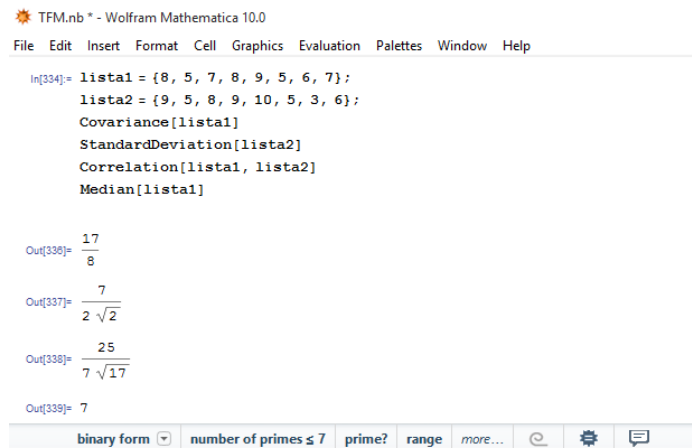 TFM.nb * - Wolfram Mathematica 10.0
File Edit Insert Format Cell Graphics Evaluation Palettes Window Help
In[334]:= lista1 = {8, 5, 7, 8, 9, 5, 6, 7};
lista2 = {9, 5, 8, 9, 10, 5, 3, 6};
Covariance[lista1]
StandardDeviation[lista2]
Correlation[lista1, lista2]
Median[lista1]
Out[336]= 17/8
Out[337]= 7/(2 √2)
Out[338]= 25/(7 √17)
Out[339]= 7
binary form number of primes ≤ 7 prime? range more...